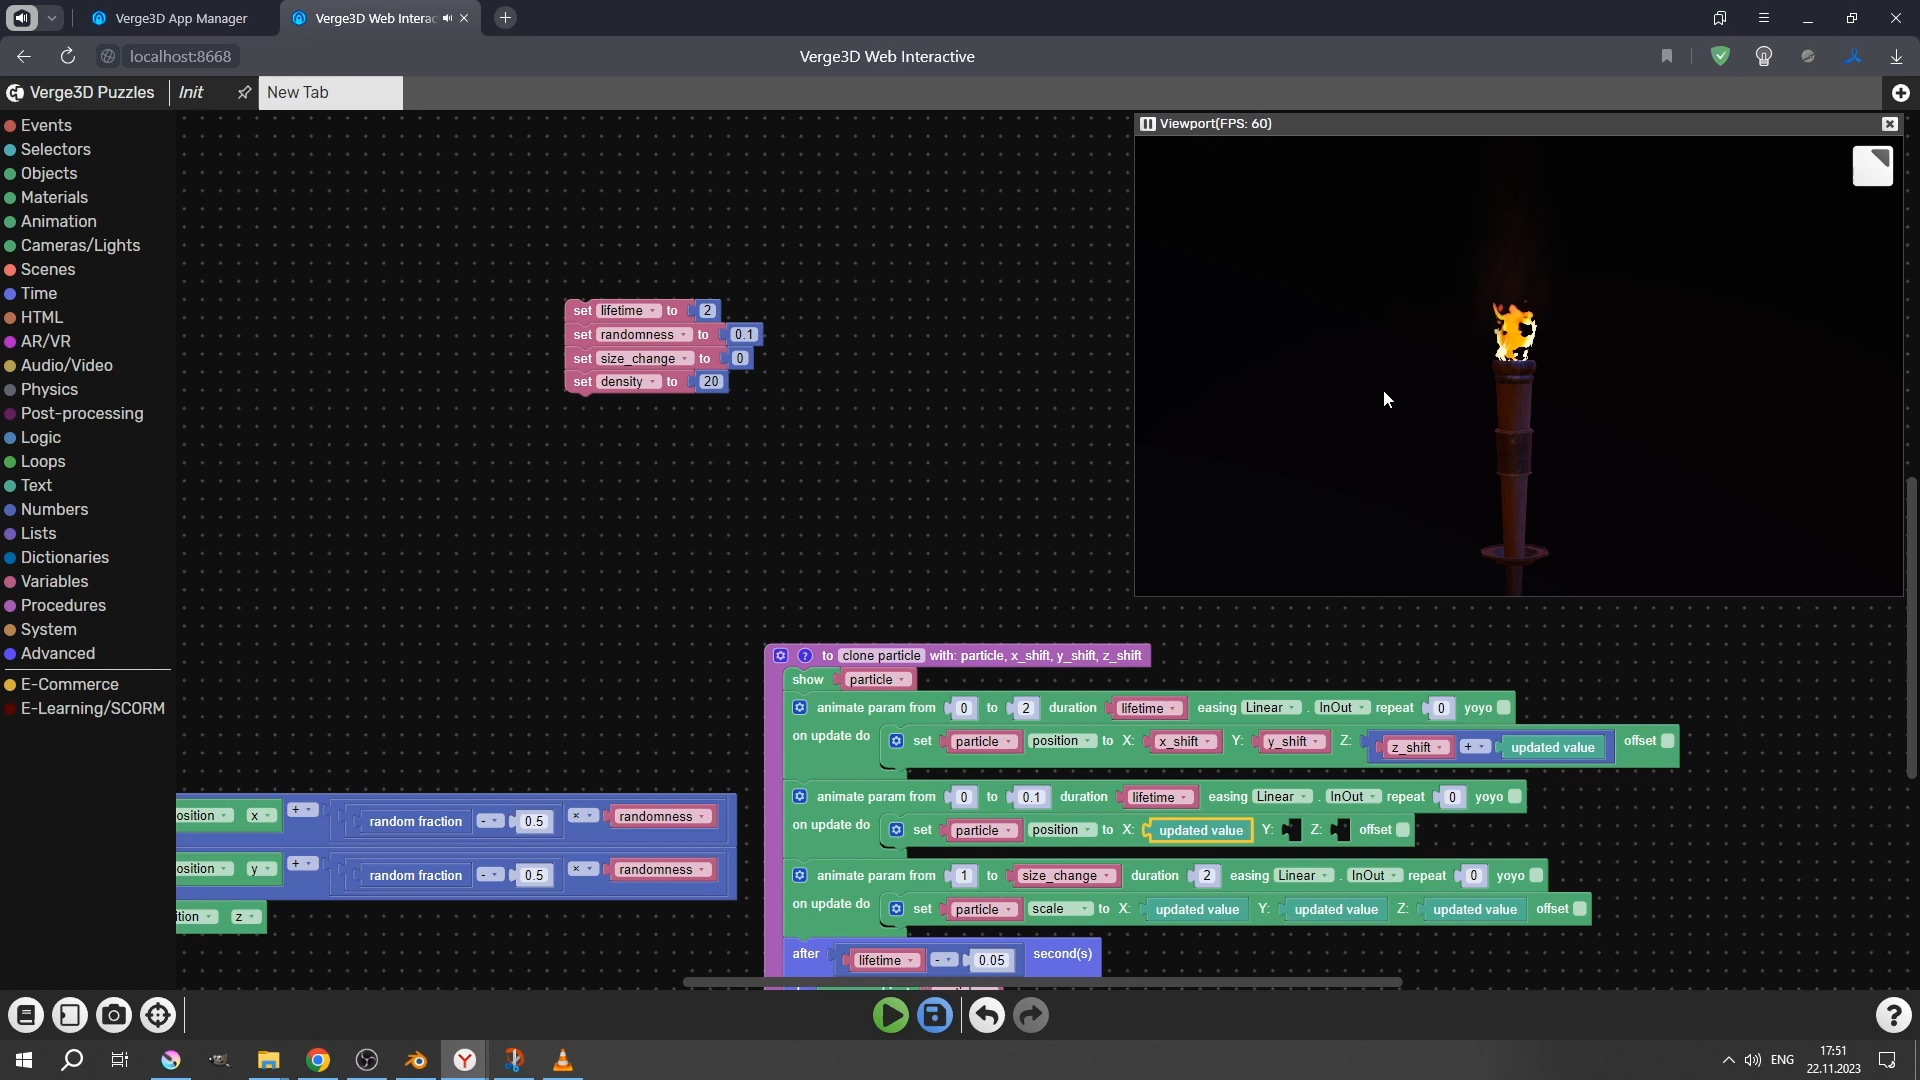 Verge3D App Manager
Verge3D Web Interac
localhost:8668
Verge3D Web Interactive
Verge3D Puzzles
Init
New Tab
Events
Selectors
Objects
Materials
Animation
Cameras/Lights
Scenes
Time
HTML
AR/VR
Audio/Video
Physics
Post-processing
Logic
Loops
Text
Numbers
Lists
Dictionaries
Variables
Procedures
System
Advanced
E-Commerce
E-Learning/SCORM
Viewport(FPS: 60)
set lifetime to 2
set randomness to 0.1
set size_change to 0
set density to 20
osition x + random fraction - 0.5 × randomness
osition y + random fraction - 0.5 × randomness
ition z
? to clone particle with: particle, x_shift, y_shift, z_shift
show particle
animate param from 0 to 2 duration lifetime easing Linear . InOut repeat 0 yoyo
on update do set particle position to X: x_shift Y: y_shift Z: z_shift + updated value offset
animate param from 0 to 0.1 duration lifetime easing Linear . InOut repeat 0 yoyo
on update do set particle position to X: updated value Y: Z: offset
animate param from 1 to size_change duration 2 easing Linear . InOut repeat 0 yoyo
on update do set particle scale to X: updated value Y: updated value Z: updated value offset
after lifetime - 0.05 second(s)
?
ENG
17:51
22.11.2023